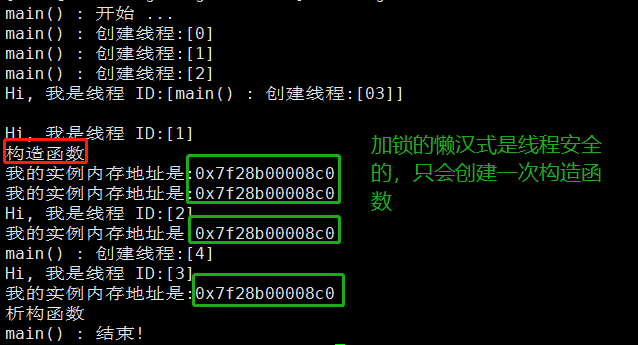 main() : 开始 ...
main() : 创建线程:[0]
main() : 创建线程:[1]
main() : 创建线程:[2]
Hi, 我是线程 ID:[main() : 创建线程:[03]]
Hi, 我是线程 ID:[1]
构造函数
我的实例内存地址是:0x7f28b00008c0
我的实例内存地址是:0x7f28b00008c0
Hi, 我是线程 ID:[2]
我的实例内存地址是:0x7f28b00008c0
main() : 创建线程:[4]
Hi, 我是线程 ID:[3]
我的实例内存地址是:0x7f28b00008c0
析构函数
main() : 结束!
加锁的懒汉式是线程安全
的，只会创建一次构造函
数